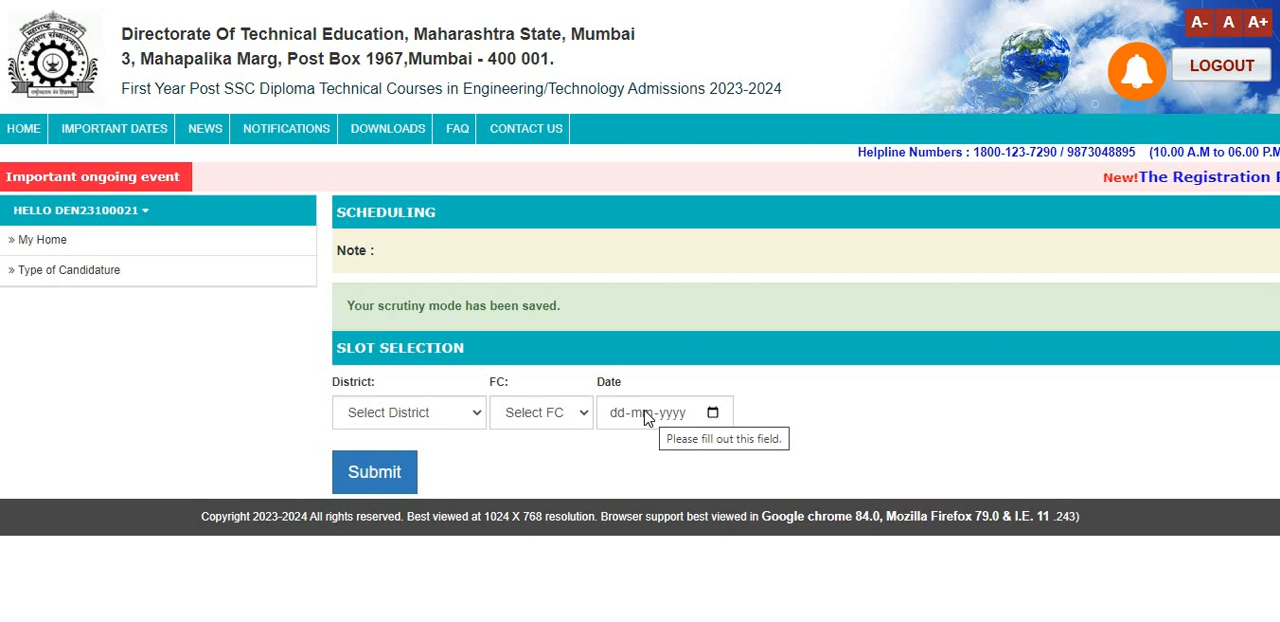 Directorate Of Technical Education, Maharashtra State, Mumbai
3, Mahapalika Marg, Post Box 1967,Mumbai - 400 001.
First Year Post SSC Diploma Technical Courses in Engineering/Technology Admissions 2023-2024
A- A A+
LOGOUT
HOME IMPORTANT DATES NEWS NOTIFICATIONS DOWNLOADS FAQ CONTACT US
Helpline Numbers : 1800-123-7290 / 9873048895 (10.00 A.M to 06.00 P.M
Important ongoing event
New!The Registration
HELLO DEN23100021
» My Home
» Type of Candidature
SCHEDULING
Note :
Your scrutiny mode has been saved.
SLOT SELECTION
District: FC: Date
Select District Select FC dd-mm-yyyy
Please fill out this field.
Submit
Copyright 2023-2024 All rights reserved. Best viewed at 1024 X 768 resolution. Browser support best viewed in Google chrome 84.0, Mozilla Firefox 79.0 & I.E. 11 .243)